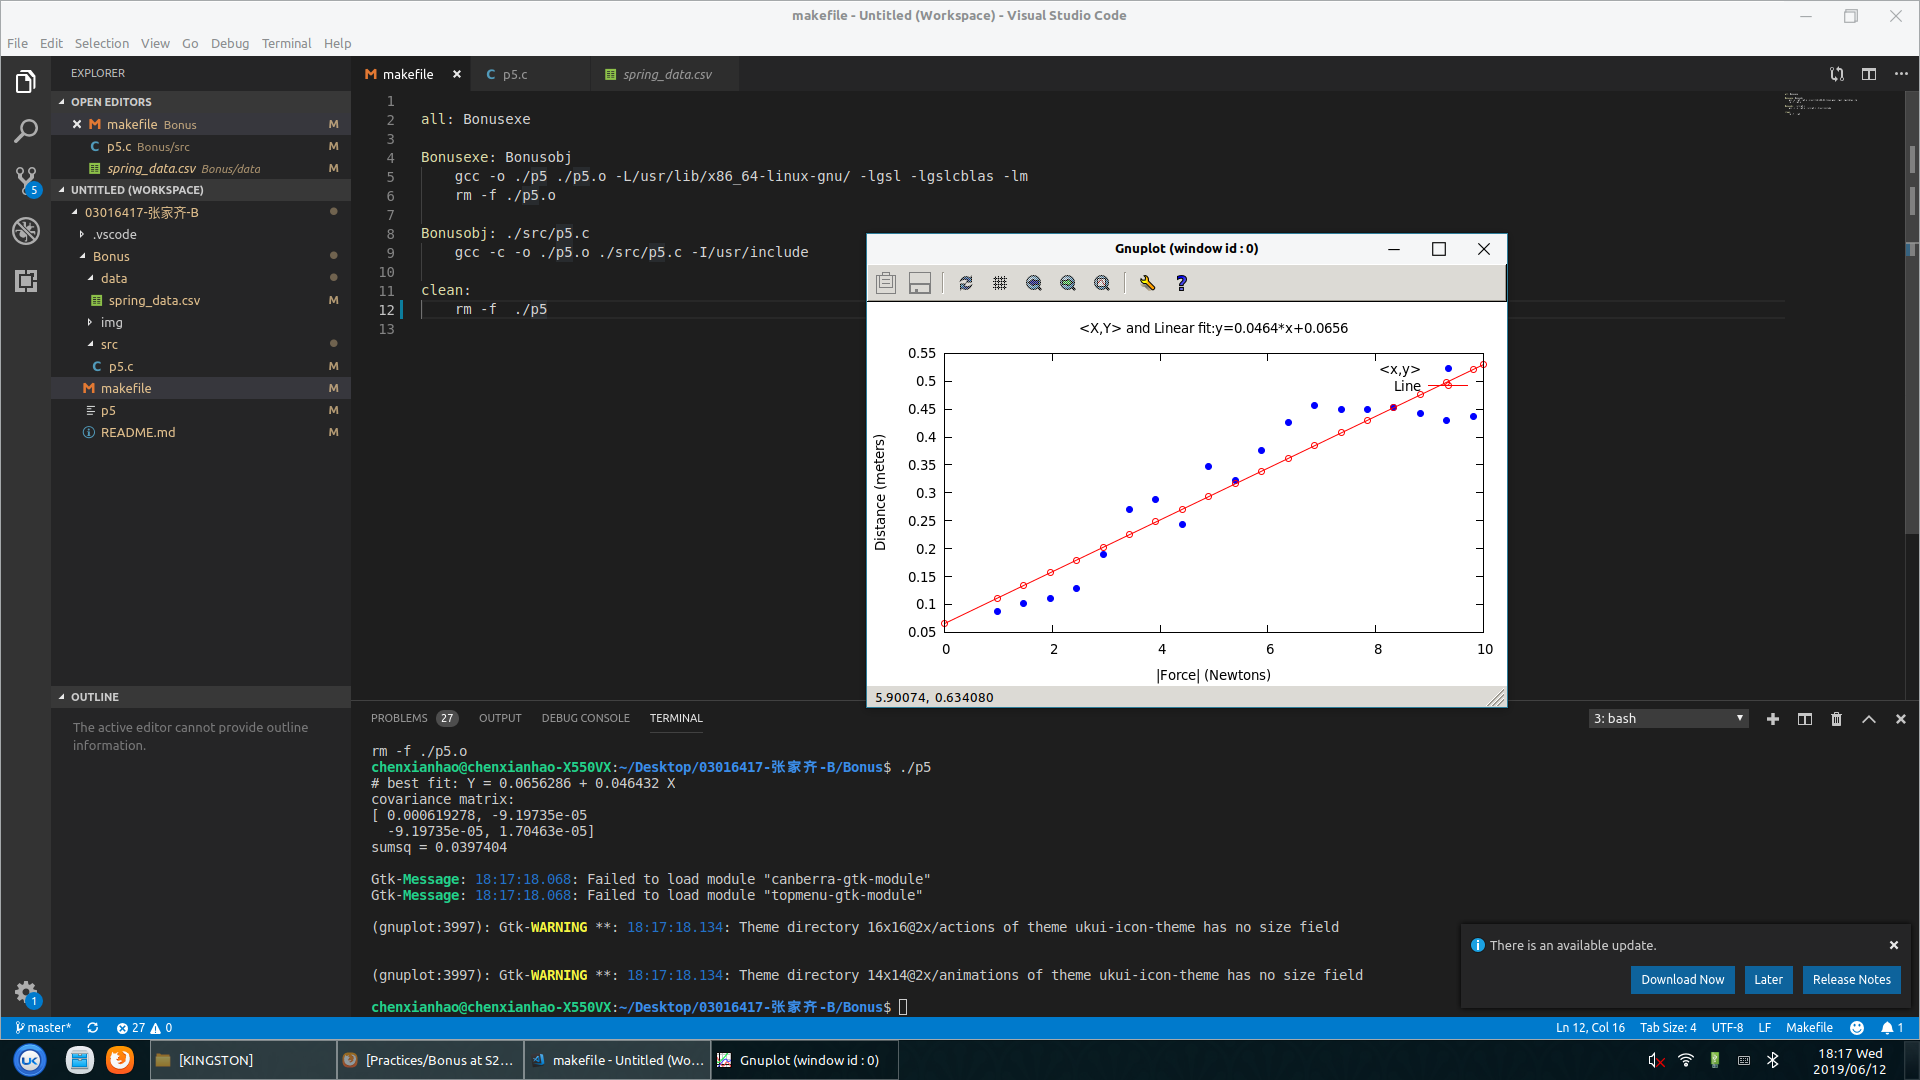 makefile - Untitled (Workspace) - Visual Studio Code
File Edit Selection View Go Debug Terminal Help
EXPLORER
OPEN EDITORS
makefile Bonus M
p5.c Bonus/src M
spring_data.csv Bonus/data M
UNTITLED (WORKSPACE)
03016417-张家齐-B
.vscode
Bonus
data
spring_data.csv M
img
src
p5.c M
makefile M
p5 M
README.md M
OUTLINE
The active editor cannot provide outline
information.
5
1
makefile p5.c spring_data.csv
1
2 all: Bonusexe
3
4 Bonusexe: Bonusobj
5 gcc -o ./p5 ./p5.o -L/usr/lib/x86_64-linux-gnu/ -lgsl -lgslcblas -lm
6 rm -f ./p5.o
7
8 Bonusobj: ./src/p5.c
9 gcc -c -o ./p5.o ./src/p5.c -I/usr/include
10
11 clean:
12 rm -f  ./p5
13
Gnuplot (window id : 0)
<X,Y> and Linear fit:y=0.0464*x+0.0656
<x,y>
Line
0.55
0.5
0.45
0.4
0.35
0.3
0.25
0.2
0.15
0.1
0.05
Distance (meters)
0 2 4 6 8 10
|Force| (Newtons)
5.90074, 0.634080
PROBLEMS 27 OUTPUT DEBUG CONSOLE TERMINAL 3: bash
rm -f ./p5.o
chenxianhao@chenxianhao-X550VX:~/Desktop/03016417-张家齐-B/Bonus$ ./p5
# best fit: Y = 0.0656286 + 0.046432 X
covariance matrix:
[ 0.000619278, -9.19735e-05
-9.19735e-05, 1.70463e-05]
sumsq = 0.0397404
Gtk-Message: 18:17:18.068: Failed to load module "canberra-gtk-module"
Gtk-Message: 18:17:18.068: Failed to load module "topmenu-gtk-module"
(gnuplot:3997): Gtk-WARNING **: 18:17:18.134: Theme directory 16x16@2x/actions of theme ukui-icon-theme has no size field
(gnuplot:3997): Gtk-WARNING **: 18:17:18.134: Theme directory 14x14@2x/animations of theme ukui-icon-theme has no size field
chenxianhao@chenxianhao-X550VX:~/Desktop/03016417-张家齐-B/Bonus$
There is an available update.
Download Now Later Release Notes
master* 27 0 Ln 12, Col 16 Tab Size: 4 UTF-8 LF Makefile 1
[KINGSTON] [Practices/Bonus at S2... makefile - Untitled (Wo... Gnuplot (window id : 0) 18:17 Wed
2019/06/12